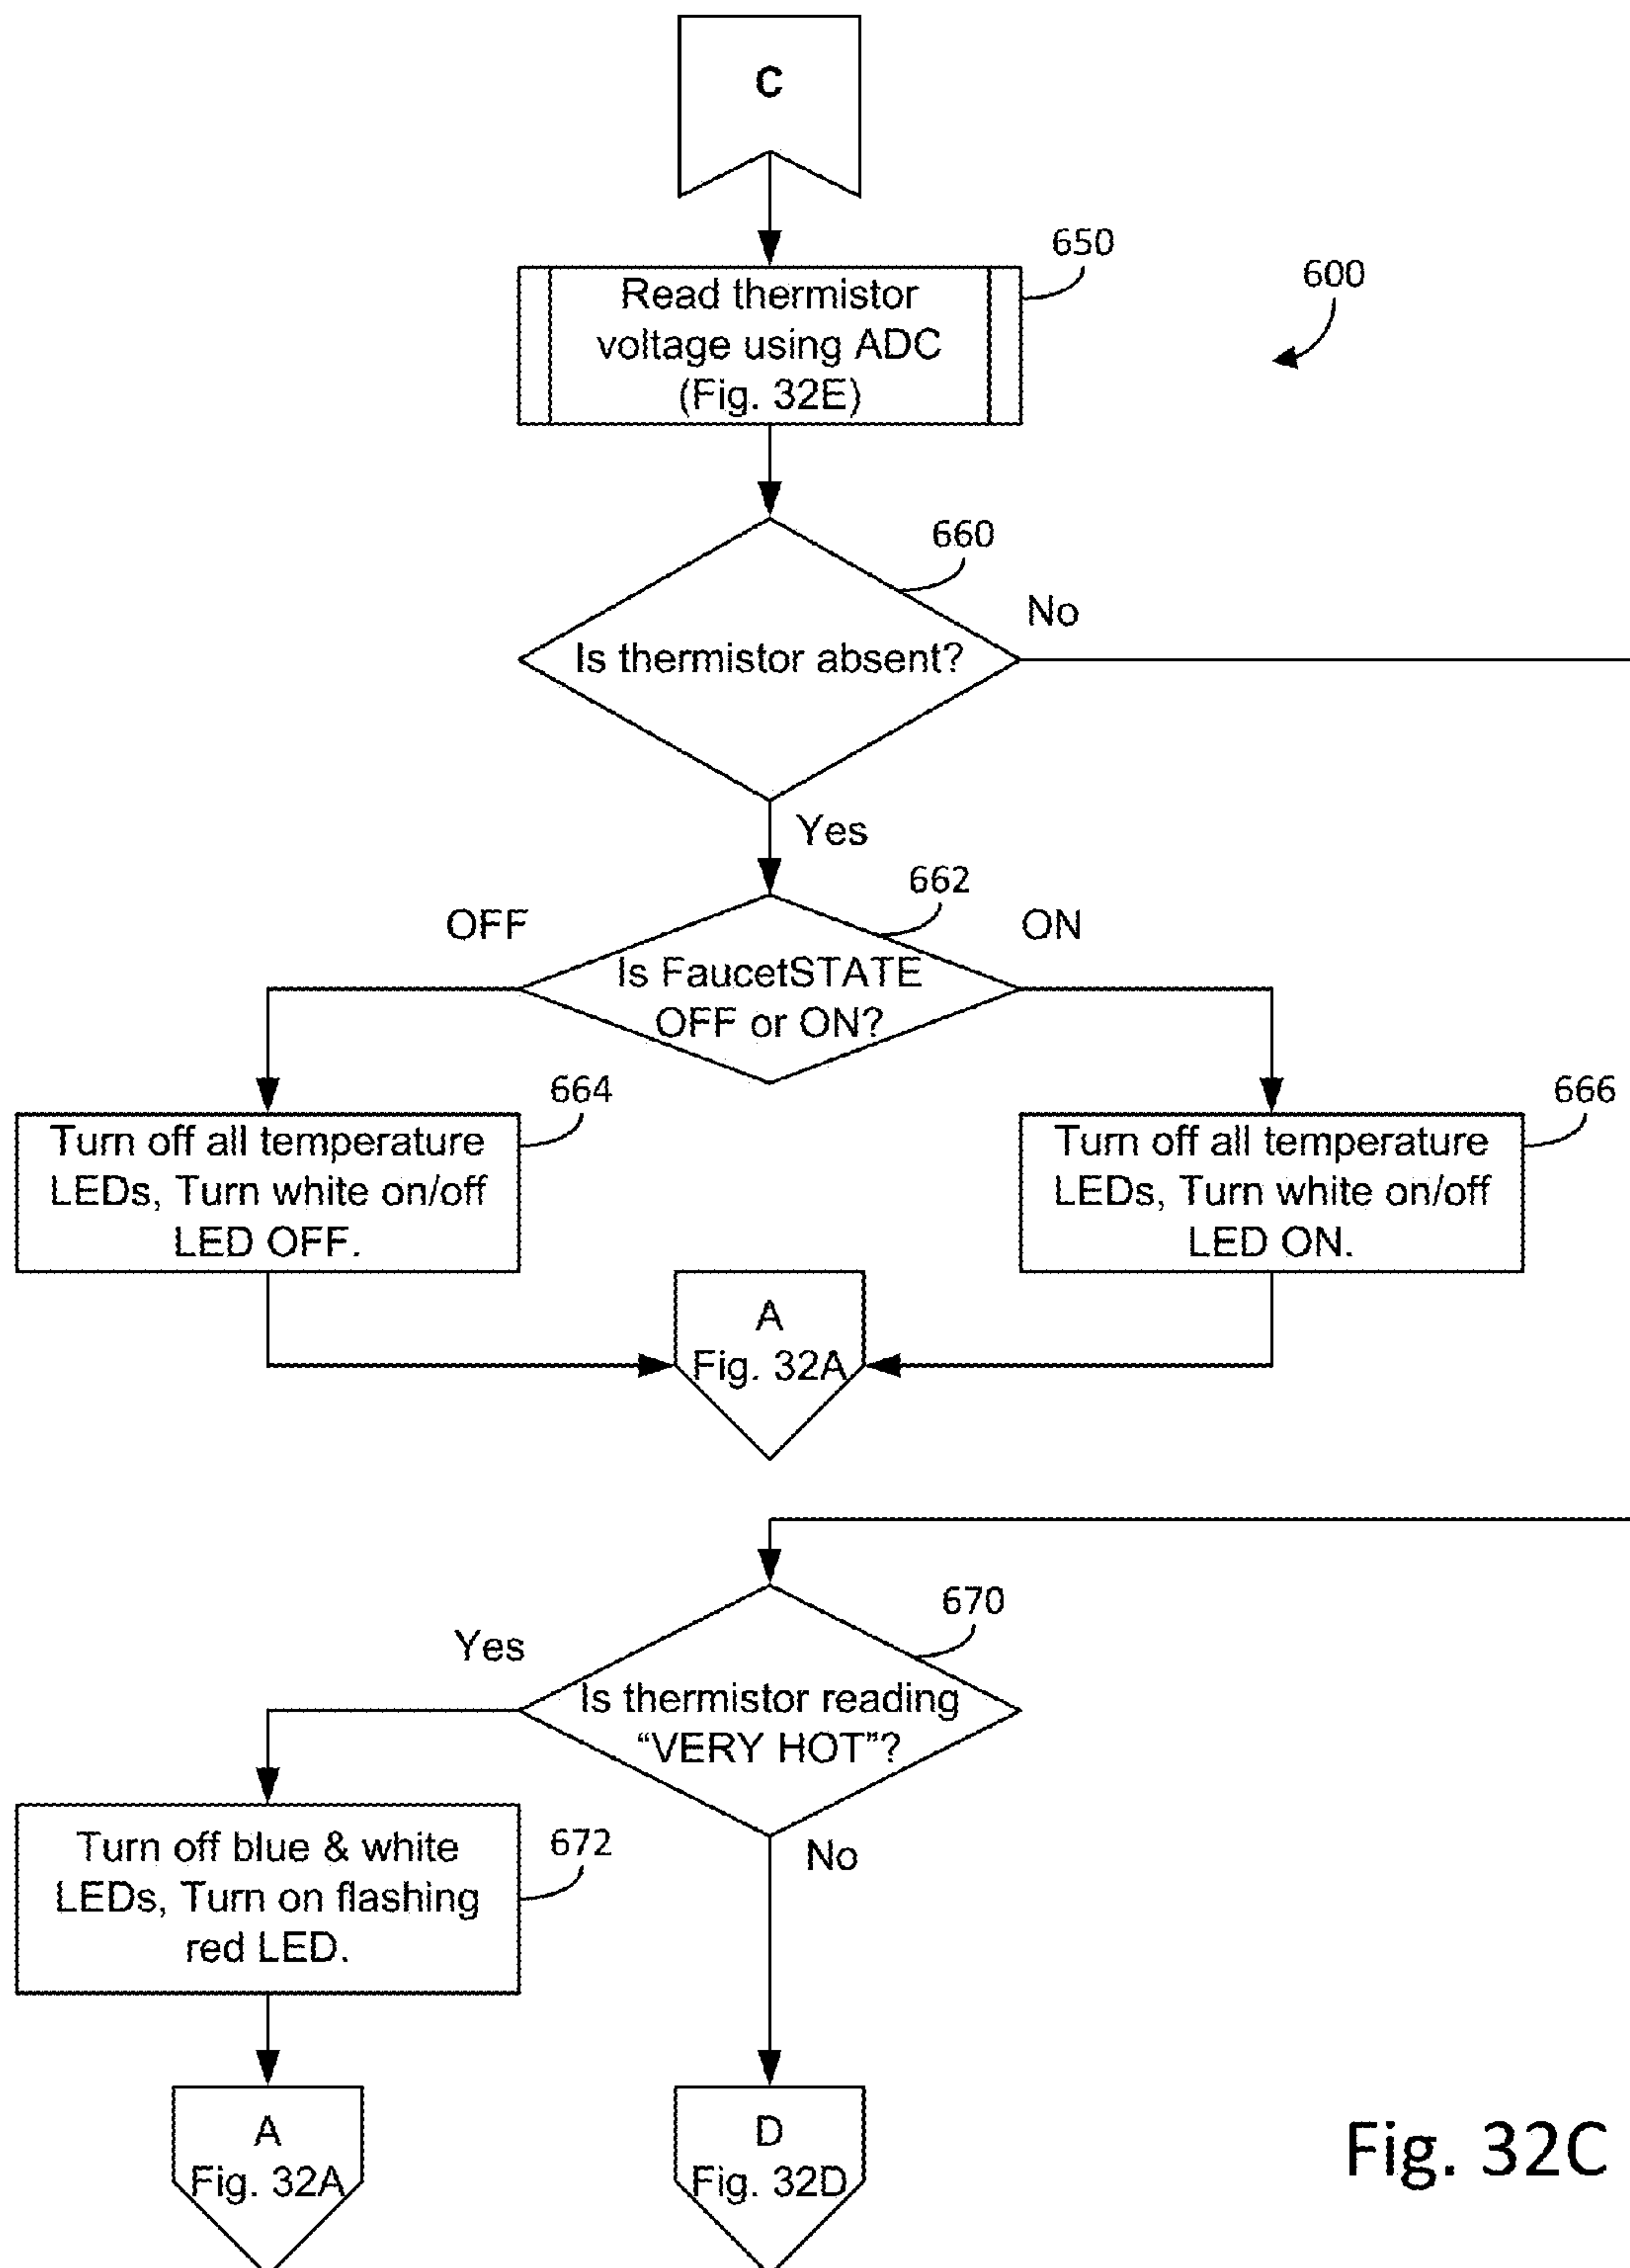 C
650
600
Read thermistor
voltage using ADC
(Fig. 32E)
660
No
Is thermistor absent?
Yes
662
OFF
ON
Is FaucetSTATE
OFF or ON?
664
666
Turn off all temperature
LEDs, Turn white on/off
LED OFF.
Turn off all temperature
LEDs, Turn white on/off
LED ON.
A
Fig. 32A
670
Yes
Is thermistor reading
“VERY HOT”?
672
Turn off blue & white
LEDs, Turn on flashing
red LED.
No
A
Fig. 32A
D
Fig. 32D
Fig. 32C